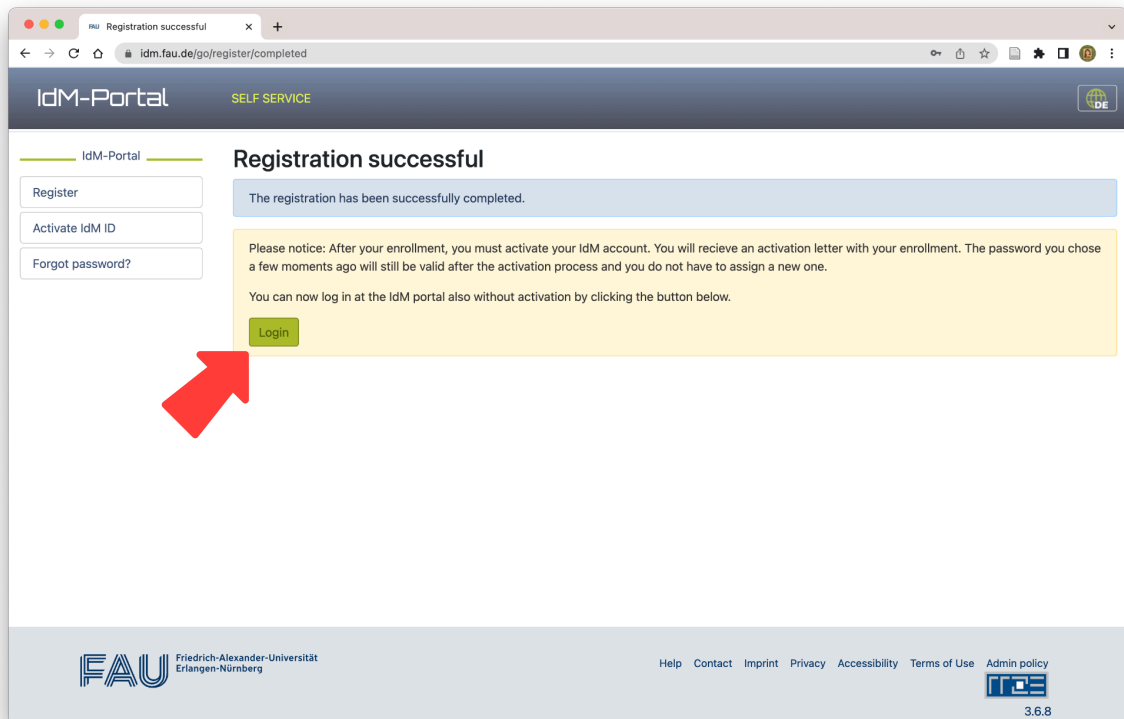 FAU Registration successful
idm.fau.de/go/register/completed
IdM-Portal
SELF SERVICE
DE
IdM-Portal
Register
Activate IdM ID
Forgot password?
Registration successful
The registration has been successfully completed.
Please notice: After your enrollment, you must activate your IdM account. You will recieve an activation letter with your enrollment. The password you chose
a few moments ago will still be valid after the activation process and you do not have to assign a new one.
You can now log in at the IdM portal also without activation by clicking the button below.
Login
FAU
Friedrich-Alexander-Universität
Erlangen-Nürnberg
Help Contact Imprint Privacy Accessibility Terms of Use Admin policy
RRZE
3.6.8